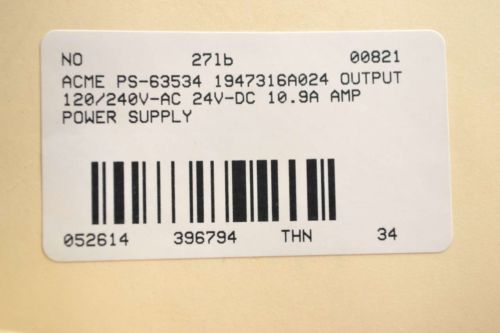 NO 27lb 00821
ACME PS-63534 1947316A024 OUTPUT
120/240V-AC 24V-DC 10.9A AMP
POWER SUPPLY
052614 396794 THN 34